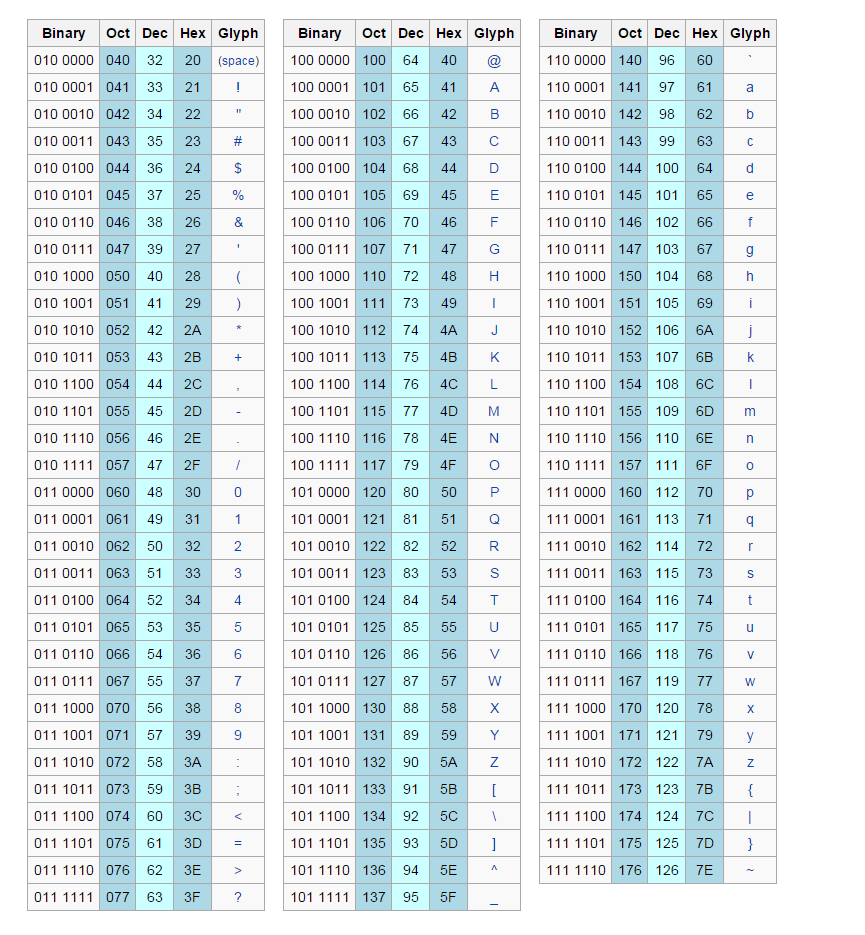 Binary Oct Dec Hex Glyph
010 0000 040 32 20 (space)
010 0001 041 33 21 !
010 0010 042 34 22 "
010 0011 043 35 23 #
010 0100 044 36 24 $
010 0101 045 37 25 %
010 0110 046 38 26 &
010 0111 047 39 27 '
010 1000 050 40 28 (
010 1001 051 41 29 )
010 1010 052 42 2A *
010 1011 053 43 2B +
010 1100 054 44 2C ,
010 1101 055 45 2D -
010 1110 056 46 2E .
010 1111 057 47 2F /
011 0000 060 48 30 0
011 0001 061 49 31 1
011 0010 062 50 32 2
011 0011 063 51 33 3
011 0100 064 52 34 4
011 0101 065 53 35 5
011 0110 066 54 36 6
011 0111 067 55 37 7
011 1000 070 56 38 8
011 1001 071 57 39 9
011 1010 072 58 3A :
011 1011 073 59 3B ;
011 1100 074 60 3C <
011 1101 075 61 3D =
011 1110 076 62 3E >
011 1111 077 63 3F ?
Binary Oct Dec Hex Glyph
100 0000 100 64 40 @
100 0001 101 65 41 A
100 0010 102 66 42 B
100 0011 103 67 43 C
100 0100 104 68 44 D
100 0101 105 69 45 E
100 0110 106 70 46 F
100 0111 107 71 47 G
100 1000 110 72 48 H
100 1001 111 73 49 I
100 1010 112 74 4A J
100 1011 113 75 4B K
100 1100 114 76 4C L
100 1101 115 77 4D M
100 1110 116 78 4E N
100 1111 117 79 4F O
101 0000 120 80 50 P
101 0001 121 81 51 Q
101 0010 122 82 52 R
101 0011 123 83 53 S
101 0100 124 84 54 T
101 0101 125 85 55 U
101 0110 126 86 56 V
101 0111 127 87 57 W
101 1000 130 88 58 X
101 1001 131 89 59 Y
101 1010 132 90 5A Z
101 1011 133 91 5B [
101 1100 134 92 5C \
101 1101 135 93 5D ]
101 1110 136 94 5E ^
101 1111 137 95 5F _
Binary Oct Dec Hex Glyph
110 0000 140 96 60 `
110 0001 141 97 61 a
110 0010 142 98 62 b
110 0011 143 99 63 c
110 0100 144 100 64 d
110 0101 145 101 65 e
110 0110 146 102 66 f
110 0111 147 103 67 g
110 1000 150 104 68 h
110 1001 151 105 69 i
110 1010 152 106 6A j
110 1011 153 107 6B k
110 1100 154 108 6C l
110 1101 155 109 6D m
110 1110 156 110 6E n
110 1111 157 111 6F o
111 0000 160 112 70 p
111 0001 161 113 71 q
111 0010 162 114 72 r
111 0011 163 115 73 s
111 0100 164 116 74 t
111 0101 165 117 75 u
111 0110 166 118 76 v
111 0111 167 119 77 w
111 1000 170 120 78 x
111 1001 171 121 79 y
111 1010 172 122 7A z
111 1011 173 123 7B {
111 1100 174 124 7C |
111 1101 175 125 7D }
111 1110 176 126 7E ~